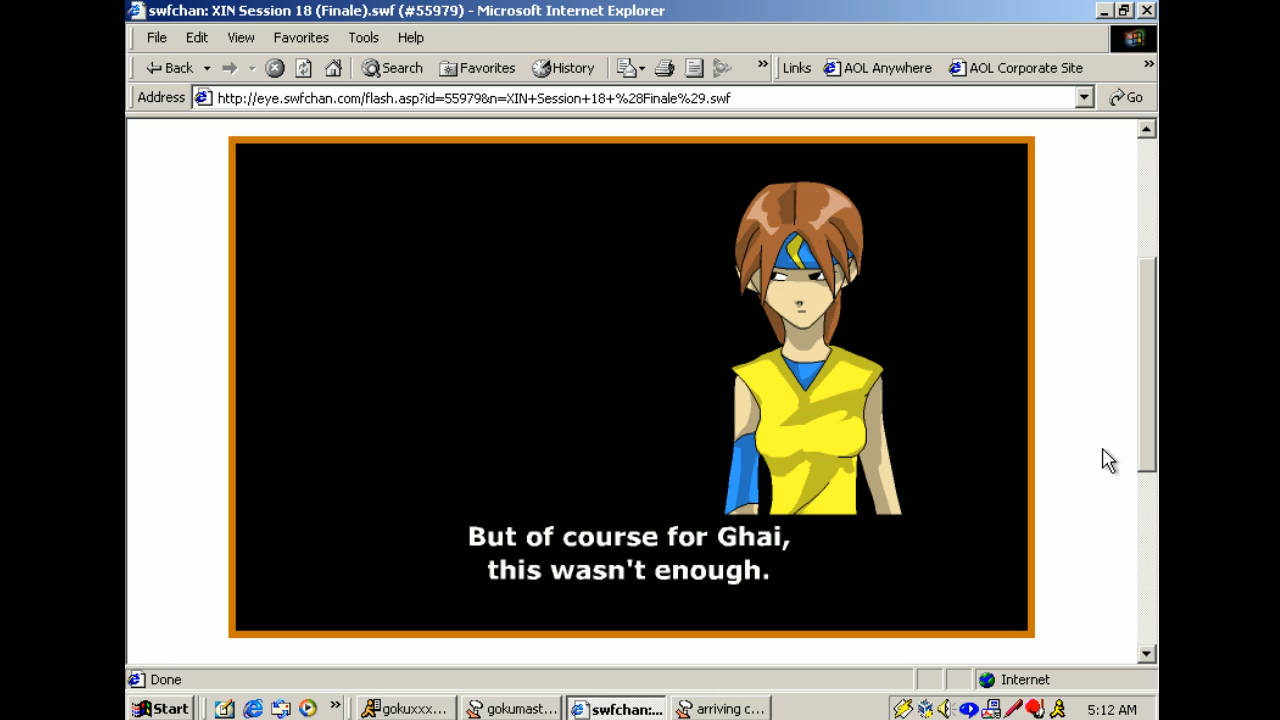 swfchan: XIN Session 18 (Finale).swf (#55979) - Microsoft Internet Explorer
File Edit View Favorites Tools Help
Back Search Favorites History » Links AOL Anywhere AOL Corporate Site »
Address http://eye.swfchan.com/flash.asp?id=55979&n=XIN+Session+18+%28Finale%29.swf Go
But of course for Ghai,
this wasn't enough.
Done Internet
Start » gokuxxx... gokumast... swfchan:... arriving c... 5:12 AM